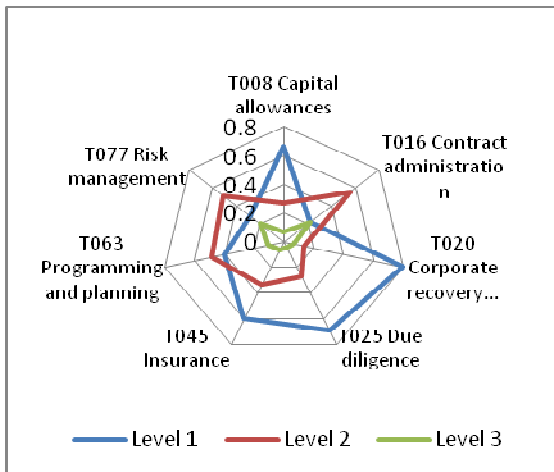 T008 Capital
allowances
0.8
0.6
0.4
0.2
0
T016 Contract
administratio
n
T077 Risk
management
T020
Corporate
recovery...
T063
Programming
and planning
T025 Due
diligence
T045
Insurance
Level 1
Level 2
Level 3